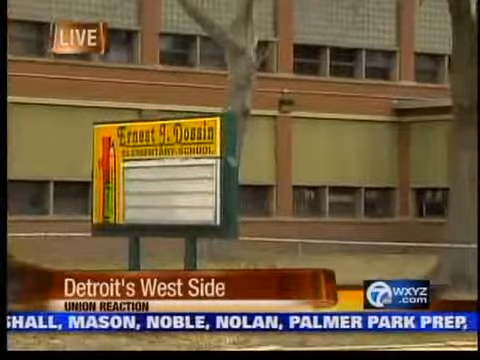 LIVE
Ernest J. Dossin
ELEMENTARY SCHOOL
Detroit's West Side
UNION REACTION
7 WXYZ
.com
SHALL, MASON, NOBLE, NOLAN, PALMER PARK PREP,